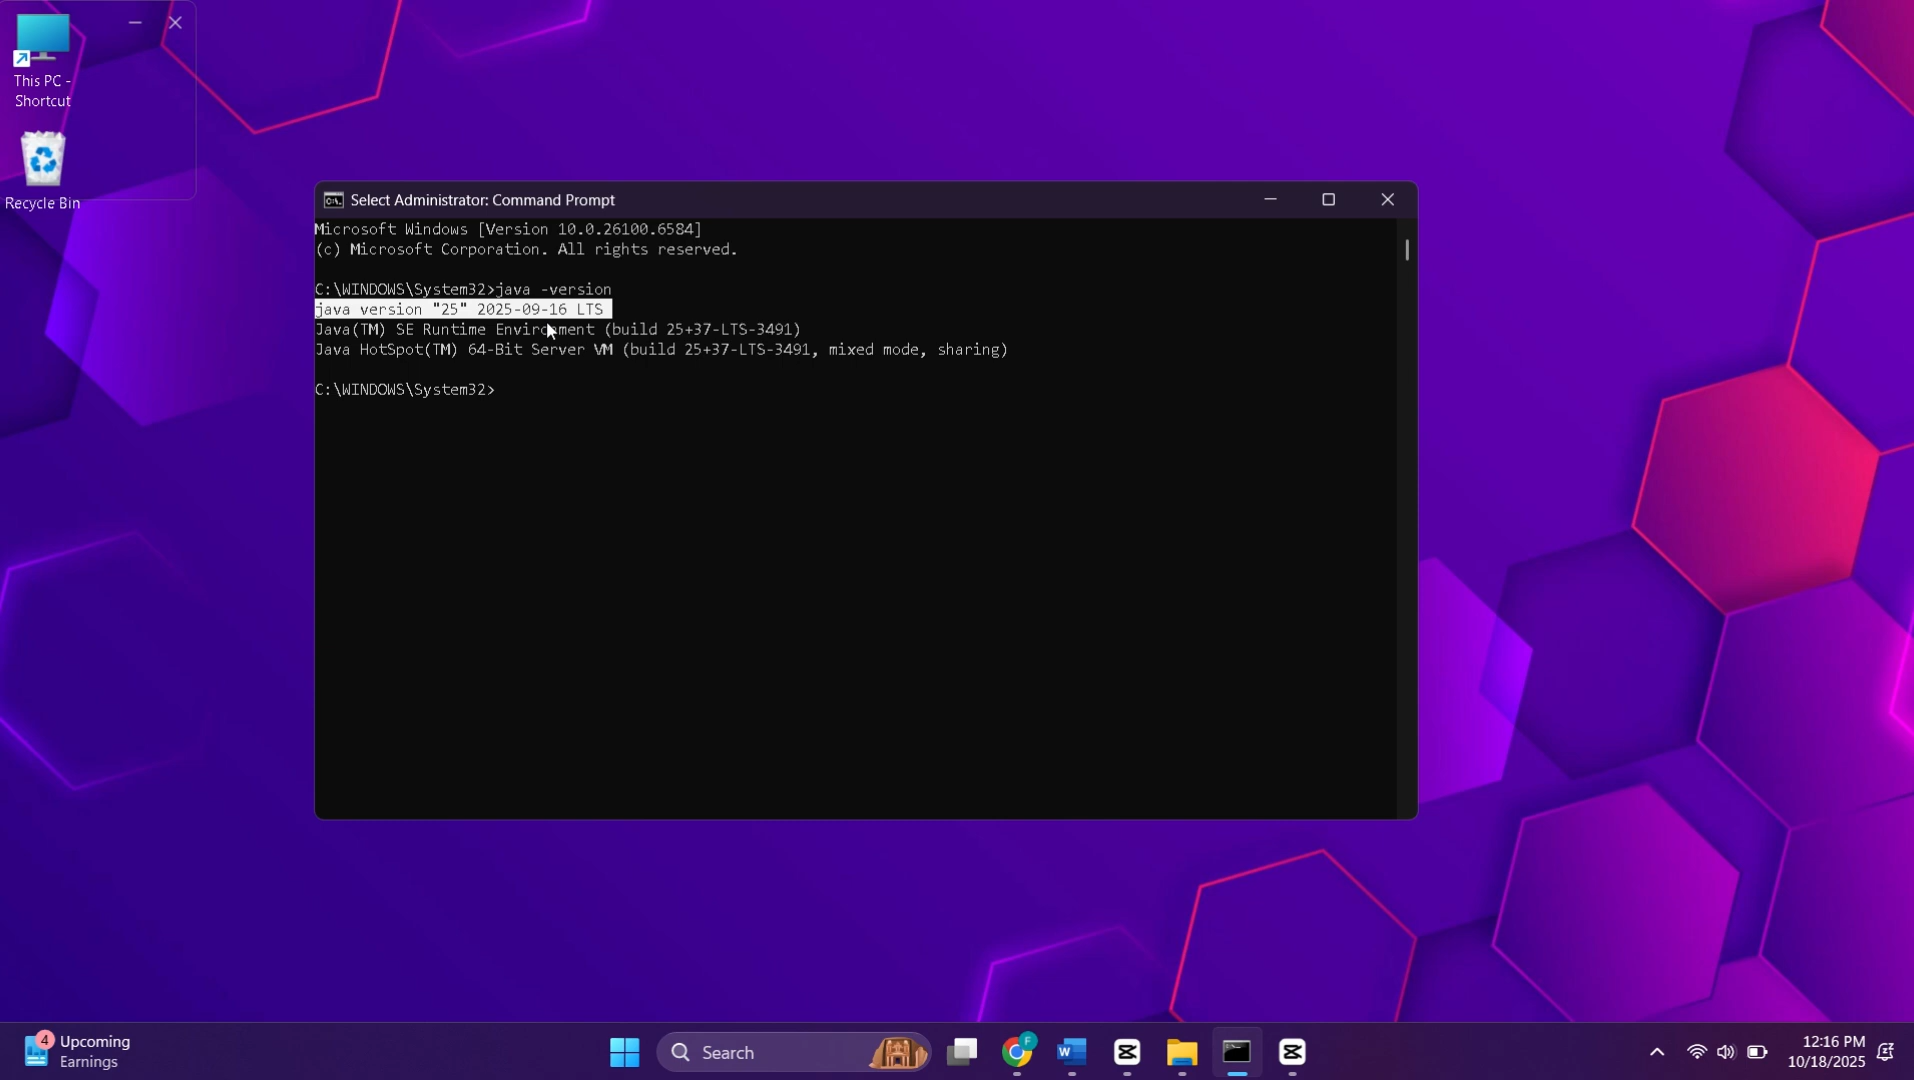 This PC -
Shortcut
Recycle Bin
Select Administrator: Command Prompt
Microsoft Windows [Version 10.0.26100.6584]
(c) Microsoft Corporation. All rights reserved.
C:\WINDOWS\System32>java -version
java version "25" 2025-09-16 LTS
Java(TM) SE Runtime Environment (build 25+37-LTS-3491)
Java HotSpot(TM) 64-Bit Server VM (build 25+37-LTS-3491, mixed mode, sharing)
C:\WINDOWS\System32>
4
Upcoming
Earnings
Search
F
W
12:16 PM
10/18/2025